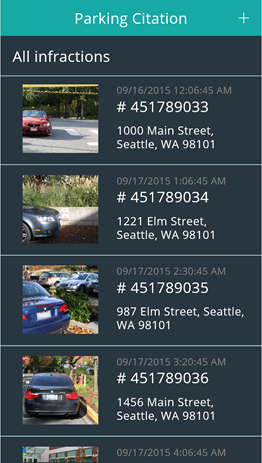 Parking Citation +
All infractions
09/16/2015 12:06:45 AM
# 451789033
1000 Main Street,
Seattle, WA 98101
09/17/2015 1:06:45 AM
# 451789034
1221 Elm Street,
Seattle, WA 98101
09/17/2015 2:30:45 AM
# 451789035
987 Elm Street, Seattle,
WA 98101
09/17/2015 3:20:45 AM
# 451789036
1456 Main Street,
Seattle, WA 98101
09/17/2015 4:06:45 AM